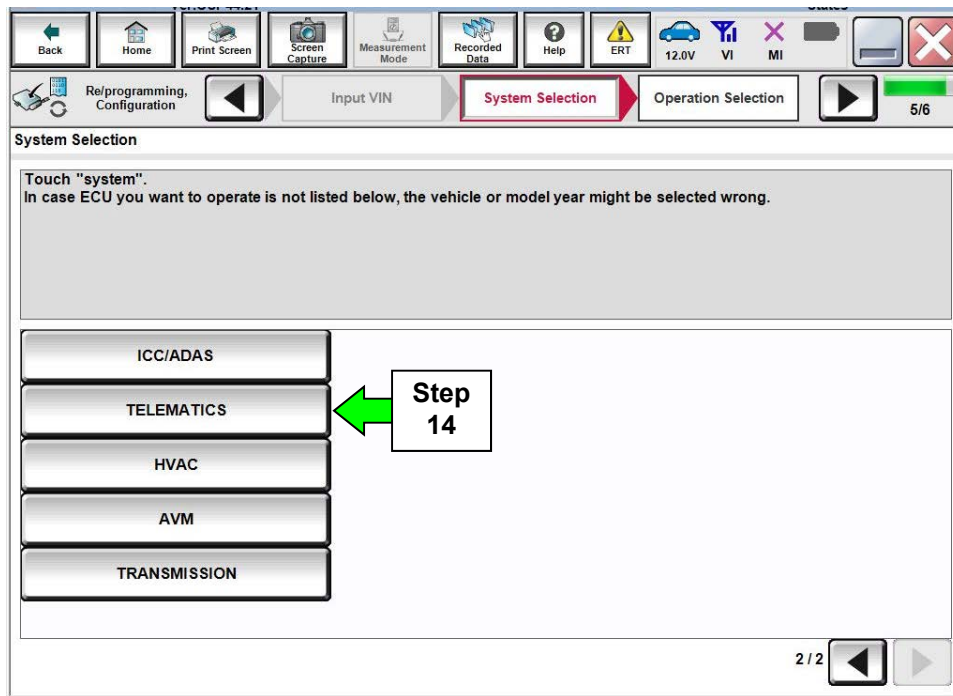 Back
Home
Print Screen
Screen
Capture
Measurement
Mode
Recorded
Data
Help
ERT
12.0V
VI
MI
Re/programming,
Configuration
Input VIN
System Selection
Operation Selection
5/6
System Selection
Touch "system".
In case ECU you want to operate is not listed below, the vehicle or model year might be selected wrong.
ICC/ADAS
TELEMATICS
Step
14
HVAC
AVM
TRANSMISSION
2/2